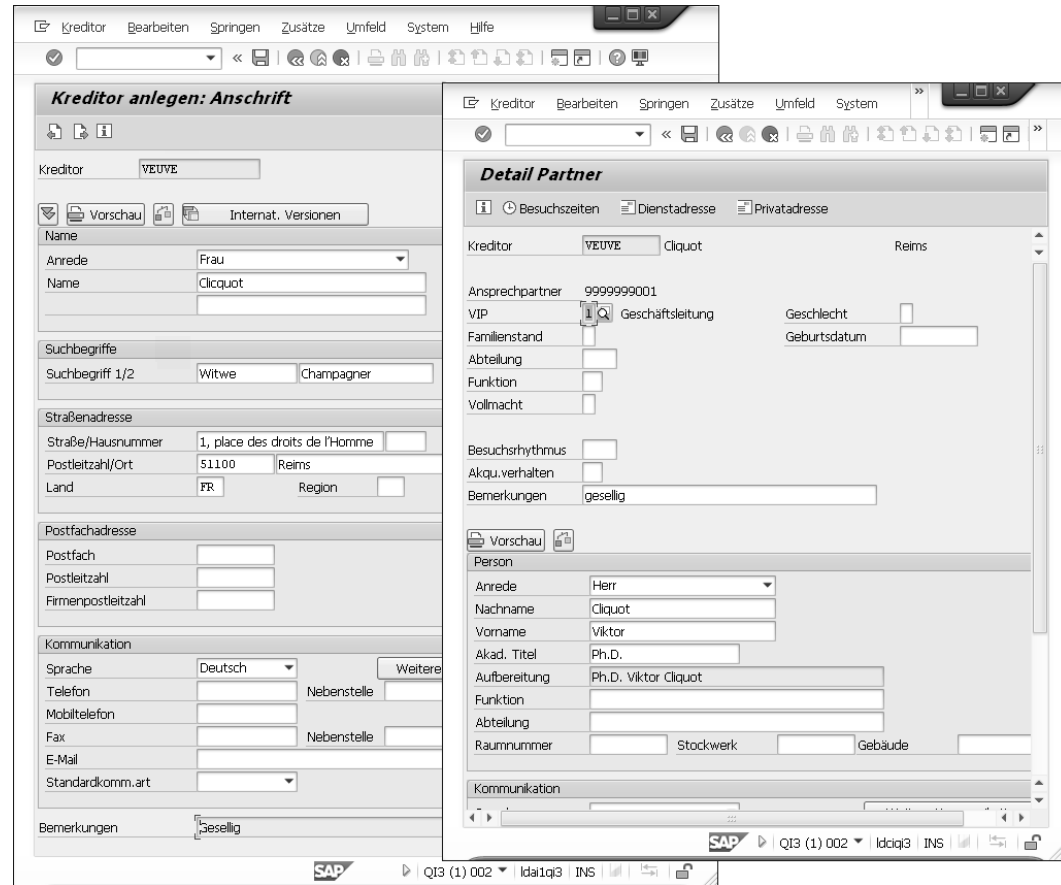 Kreditor Bearbeiten Springen Zusätze Umfeld System Hilfe
Kreditor anlegen: Anschrift
Kreditor VEUVE
Vorschau Internat. Versionen
Name
Anrede Frau
Name Clicquot
Suchbegriffe
Suchbegriff 1/2 Witwe Champagner
Straßenadresse
Straße/Hausnummer 1, place des droits de l'Homme
Postleitzahl/Ort 51100 Reims
Land FR Region
Postfachadresse
Postfach
Postleitzahl
Firmenpostleitzahl
Kommunikation
Sprache Deutsch Weitere
Telefon Nebenstelle
Mobiltelefon
Fax Nebenstelle
E-Mail
Standardkomm.art
Bemerkungen Gesellig
SAP QI3 (1) 002 ldai1qi3 INS
Kreditor Bearbeiten Springen Zusätze Umfeld System »
Detail Partner
Besuchszeiten Dienstadresse Privatadresse
Kreditor VEUVE Cliquot Reims
Ansprechpartner 9999999001
VIP 1 Geschäftsleitung Geschlecht
Familienstand Geburtsdatum
Abteilung
Funktion
Vollmacht
Besuchsrhythmus
Akqu.verhalten
Bemerkungen gesellig
Vorschau
Person
Anrede Herr
Nachname Cliquot
Vorname Viktor
Akad. Titel Ph.D.
Aufbereitung Ph.D. Viktor Cliquot
Funktion
Abteilung
Raumnummer Stockwerk Gebäude
Kommunikation
SAP QI3 (1) 002 ldciqi3 INS